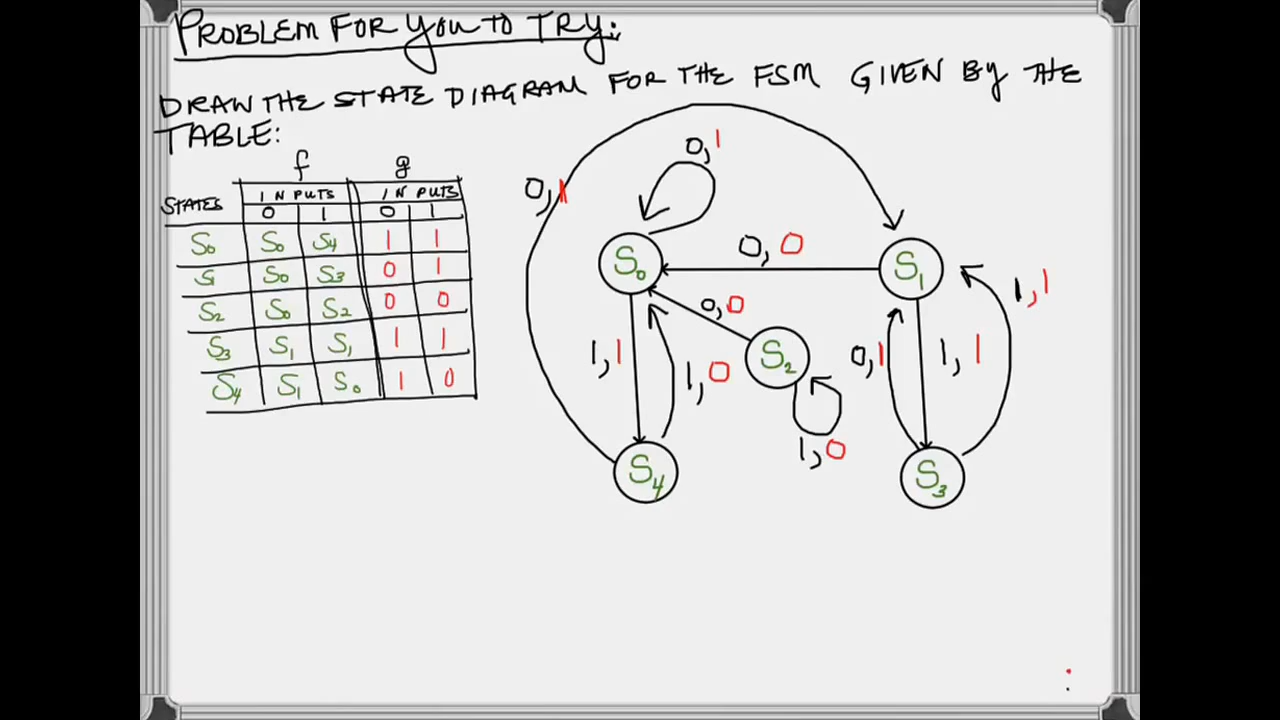 PROBLEM FOR YOU TO TRY:
DRAW THE STATE DIAGRAM FOR THE FSM GIVEN BY THE
TABLE:
f g
STATES INPUTS INPUTS
0 1 0 1
S0 S0 S4 1 1
S1 S0 S3 0 1
S2 S0 S2 0 0
S3 S1 S1 1 1
S4 S1 S0 1 0
0,1
0,1
S0
0,0
S1
1,1
0,0
1,1
1,0
S2
0,1
1,1
1,0
S4
S3